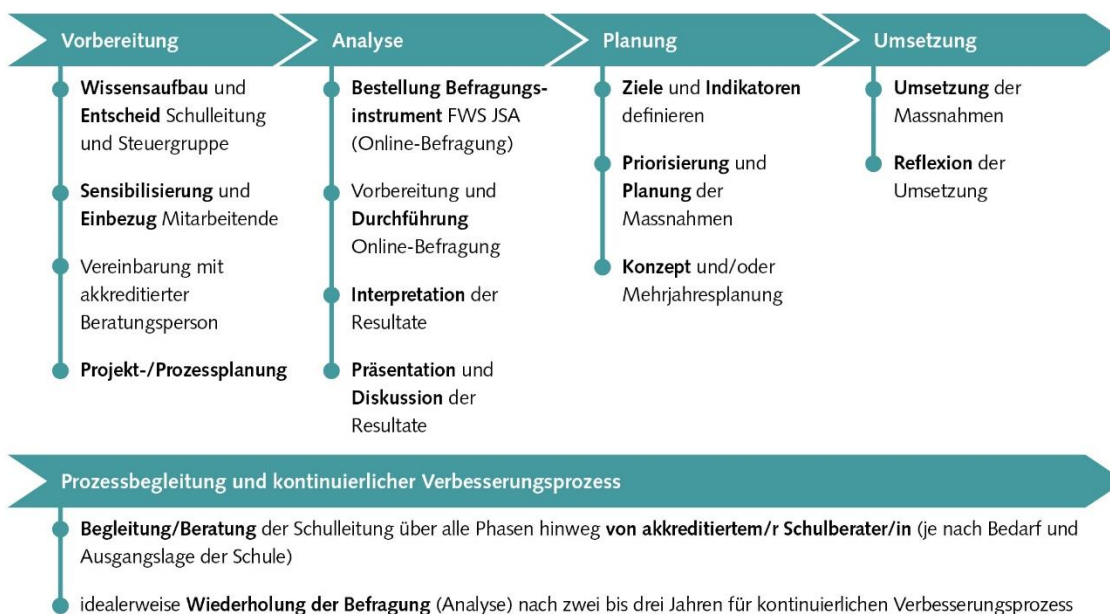 Vorbereitung
Wissensaufbau und
Entscheid Schulleitung
und Steuergruppe
Sensibilisierung und
Einbezug Mitarbeitende
Vereinbarung mit
akkreditierter
Beratungsperson
Projekt-/Prozessplanung
Analyse
Bestellung Befragungs-
instrument FWS JSA
(Online-Befragung)
Vorbereitung und
Durchführung
Online-Befragung
Interpretation der
Resultate
Präsentation und
Diskussion der
Resultate
Planung
Ziele und Indikatoren
definieren
Priorisierung und
Planung der
Massnahmen
Konzept und/oder
Mehrjahresplanung
Umsetzung
Umsetzung der
Massnahmen
Reflexion der
Umsetzung
Prozessbegleitung und kontinuierlicher Verbesserungsprozess
Begleitung/Beratung der Schulleitung über alle Phasen hinweg von akkreditiertem/r Schulberater/in (je nach Bedarf und
Ausgangslage der Schule)
idealerweise Wiederholung der Befragung (Analyse) nach zwei bis drei Jahren für kontinuierlichen Verbesserungsprozess